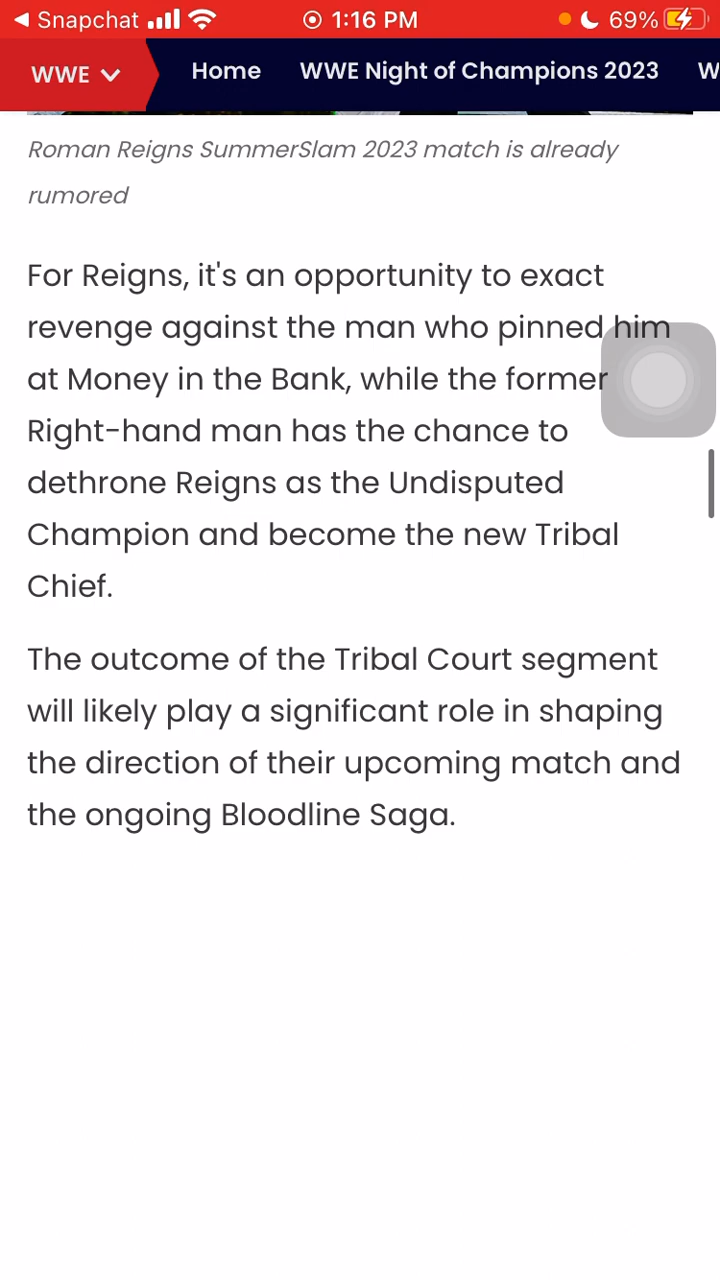 Snapchat 1:16 PM 69%
WWE Home WWE Night of Champions 2023 W
Roman Reigns SummerSlam 2023 match is already
rumored
For Reigns, it's an opportunity to exact
revenge against the man who pinned him
at Money in the Bank, while the former
Right-hand man has the chance to
dethrone Reigns as the Undisputed
Champion and become the new Tribal
Chief.
The outcome of the Tribal Court segment
will likely play a significant role in shaping
the direction of their upcoming match and
the ongoing Bloodline Saga.